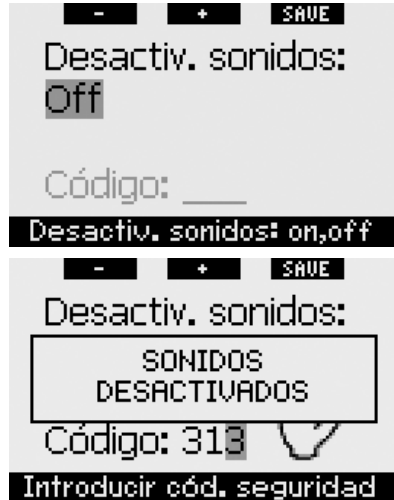 - + SAVE
Desactiv. sonidos:
Off
Código: ___
Desactiv. sonidos: on,off
- + SAVE
Desactiv. sonidos:
SONIDOS
DESACTIVADOS
Código: 313
Introducir cód. seguridad